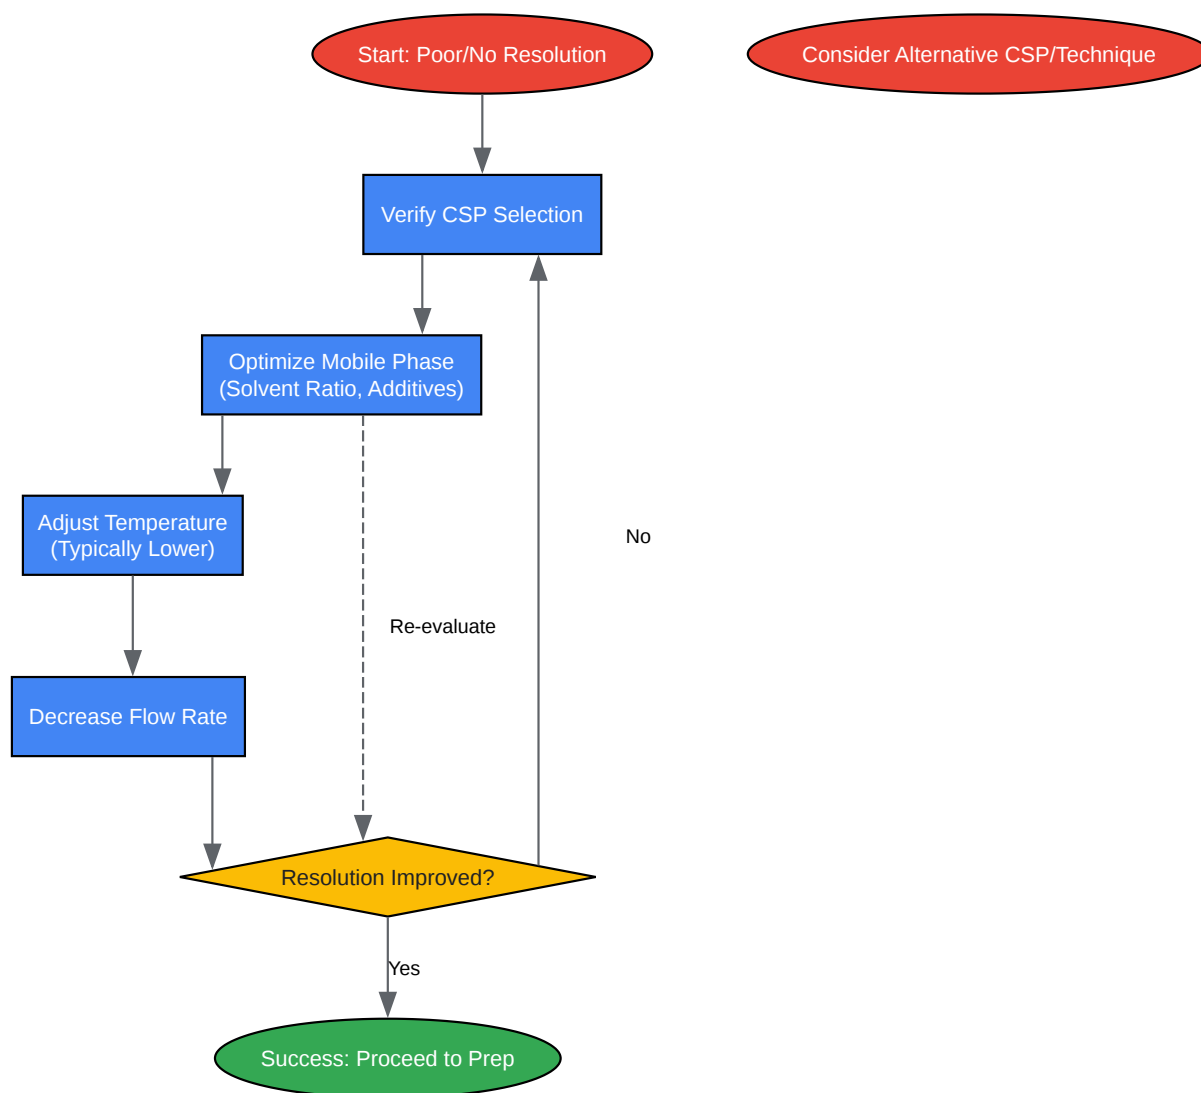 Start: Poor/No Resolution
Consider Alternative CSP/Technique
Verify CSP Selection
Optimize Mobile Phase
(Solvent Ratio, Additives)
Adjust Temperature
(Typically Lower)
No
Re-evaluate
Decrease Flow Rate
Resolution Improved?
Yes
Success: Proceed to Prep